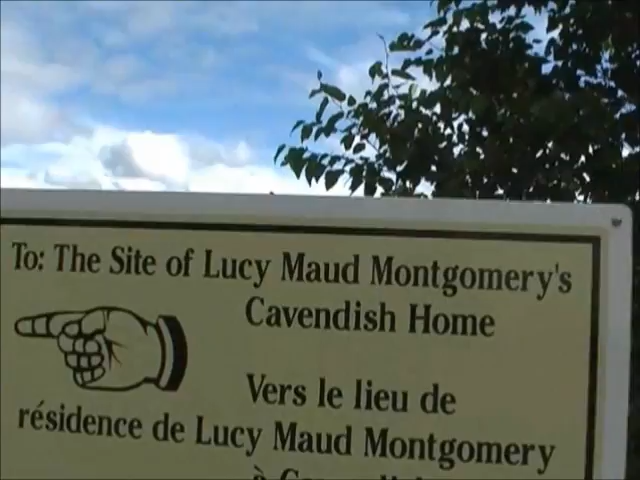 To: The Site of Lucy Maud Montgomery's
Cavendish Home
Vers le lieu de
résidence de Lucy Maud Montgomery
à